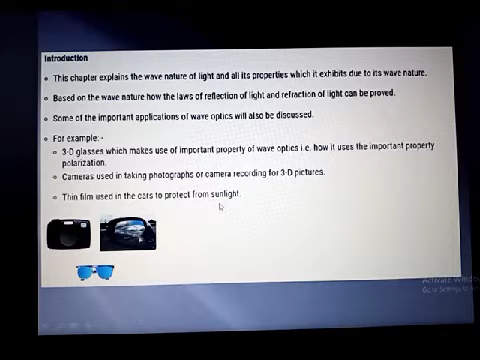 Introduction
This chapter explains the wave nature of light and all its properties which it exhibits due to its wave nature.
Based on the wave nature how the laws of reflection of light and refraction of light can be proved.
Some of the important applications of wave optics will also be discussed.
For example:-
3-D glasses which makes use of important property of wave optics i.e. how it uses the important property
polarization.
Cameras used in taking photographs or camera recording for 3-D pictures.
Thin film used in the cars to protect from sunlight.
Activate Windows
Go to Settings to